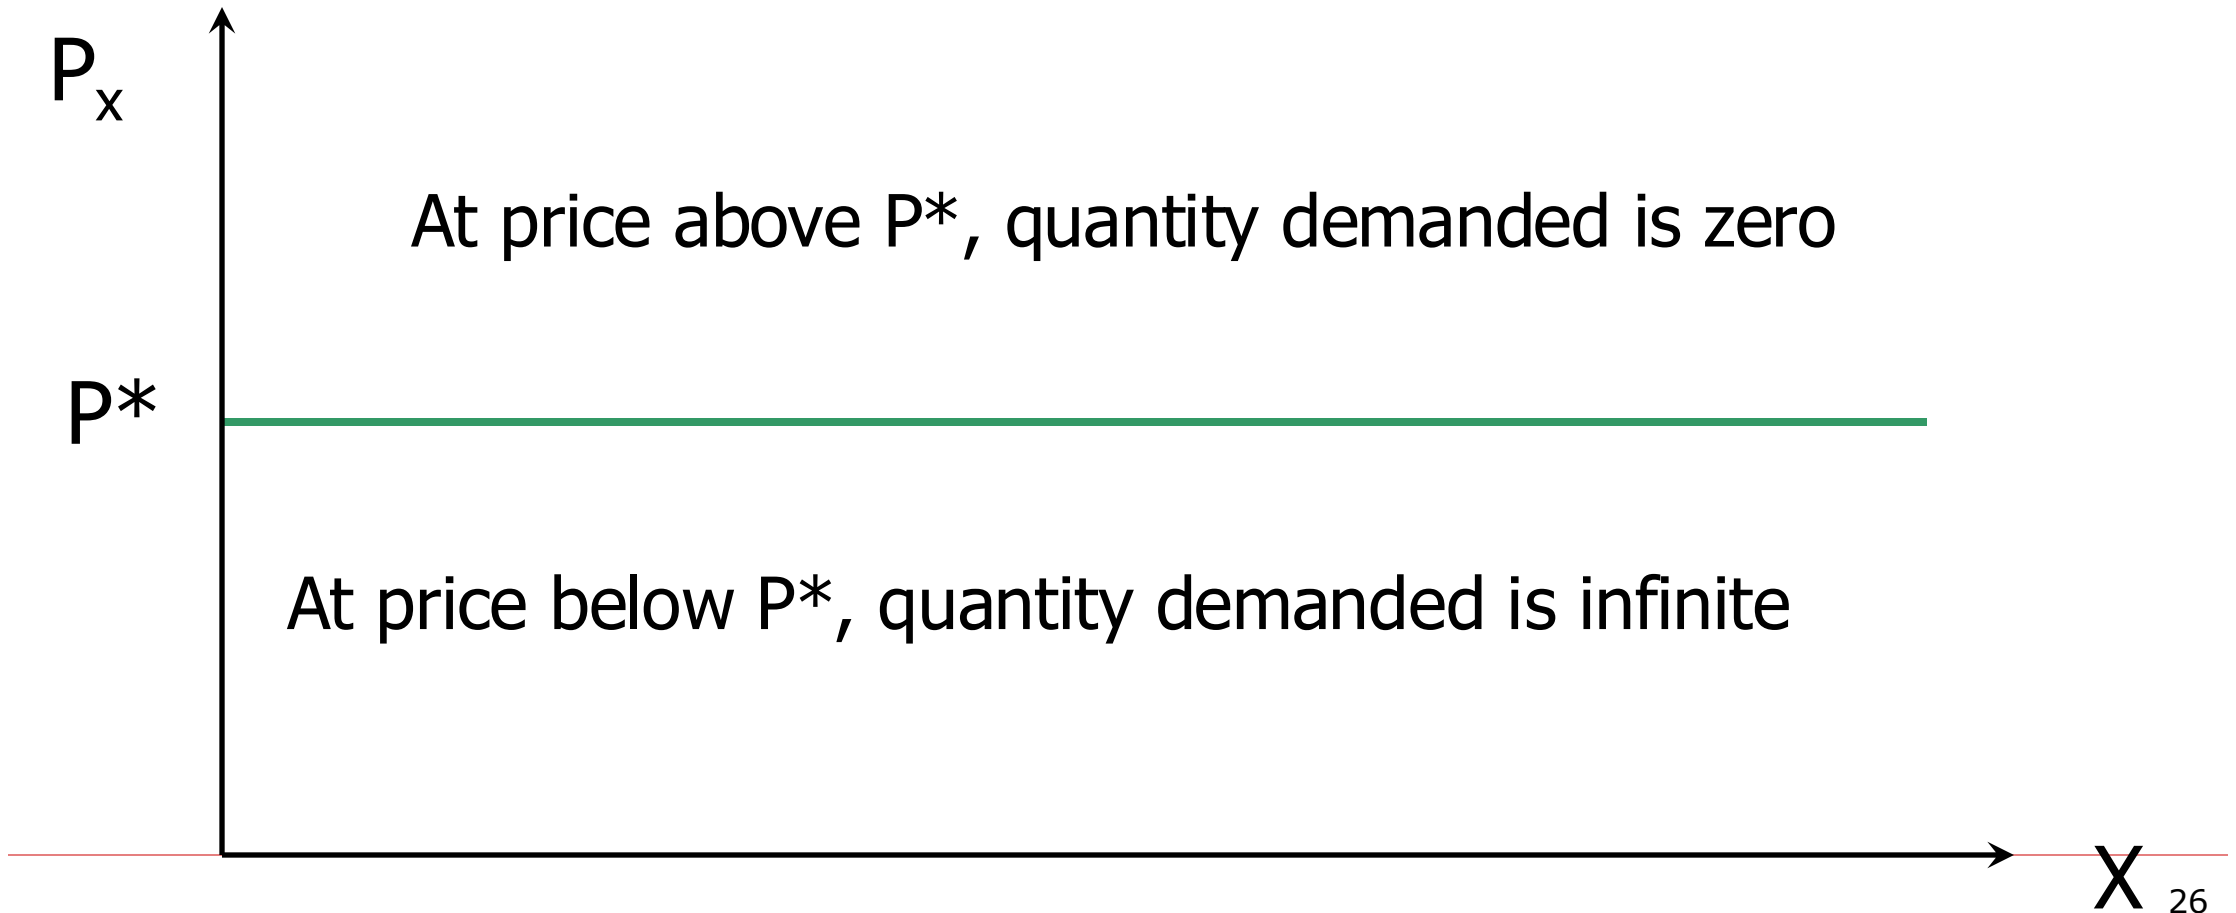 Pₓ
At price above P*, quantity demanded is zero
P*
At price below P*, quantity demanded is infinite
X
26